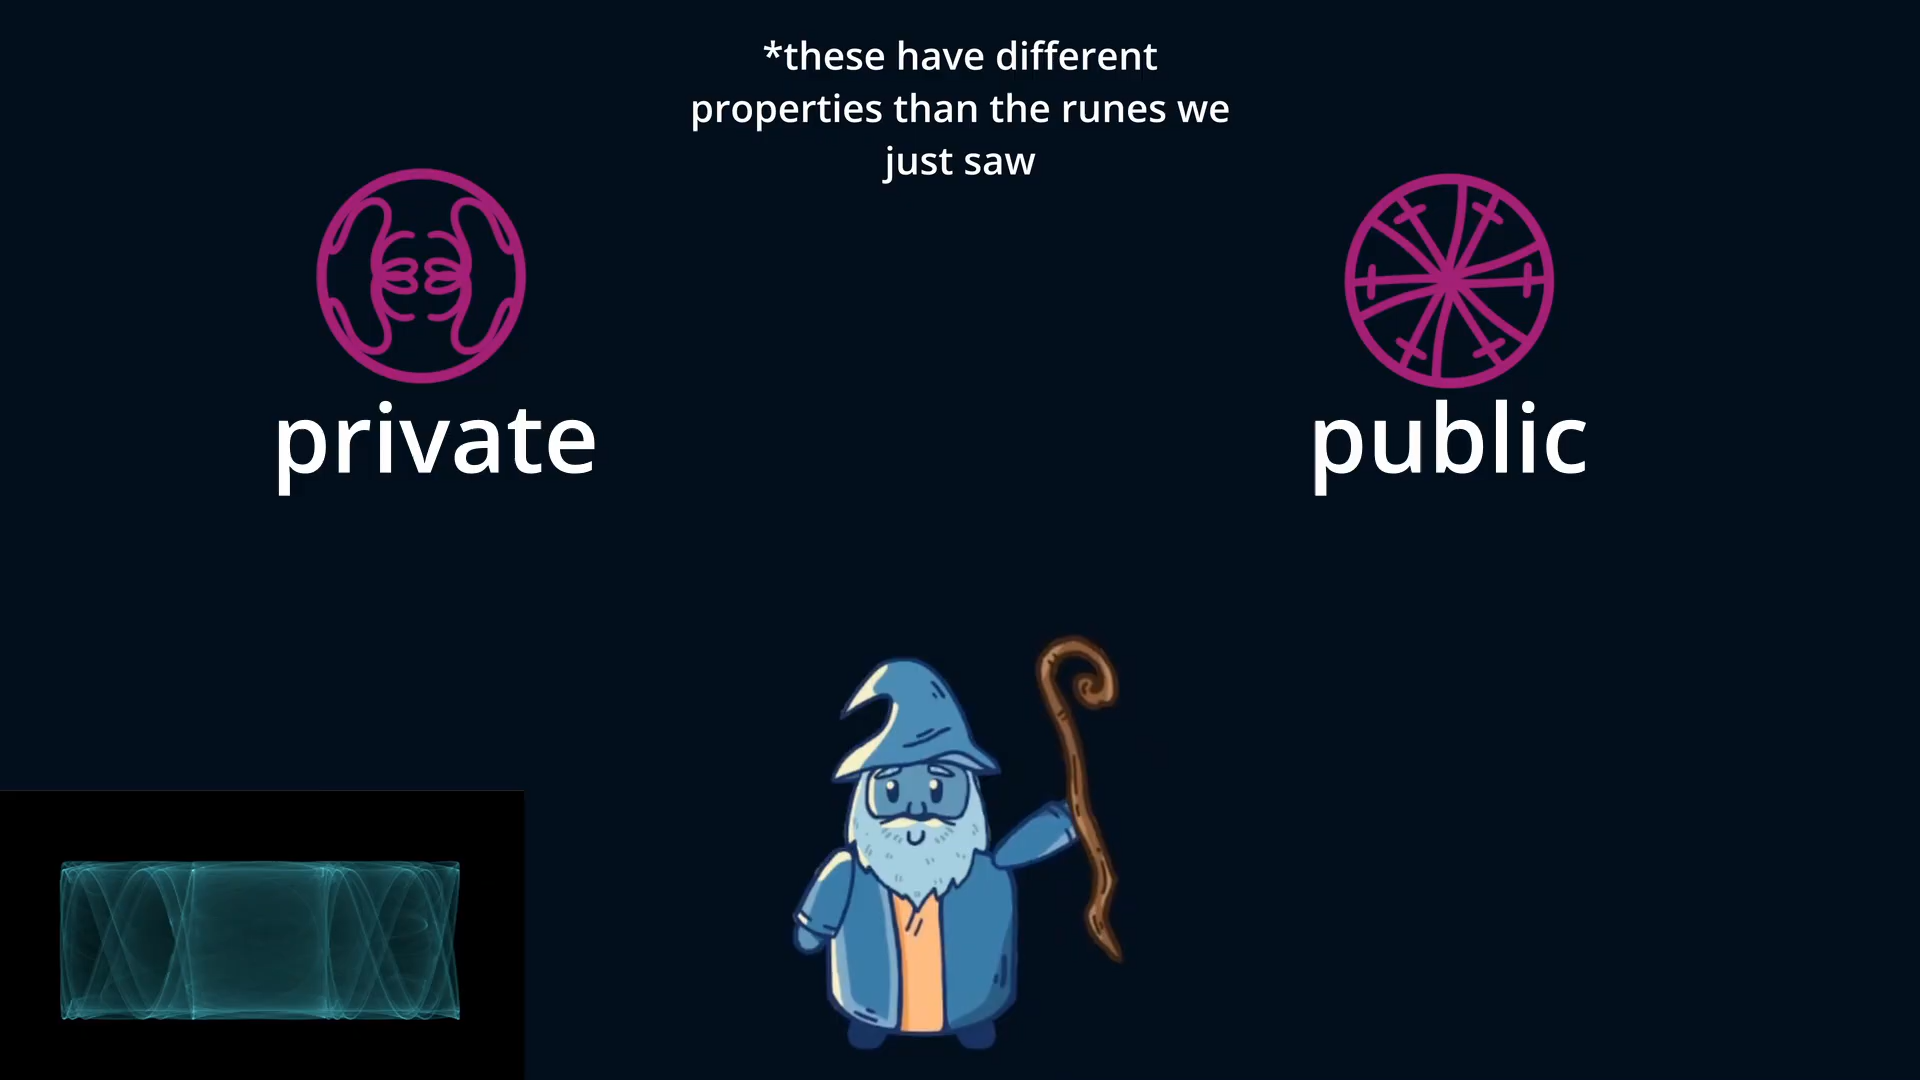 *these have different
properties than the runes we
just saw
private
public